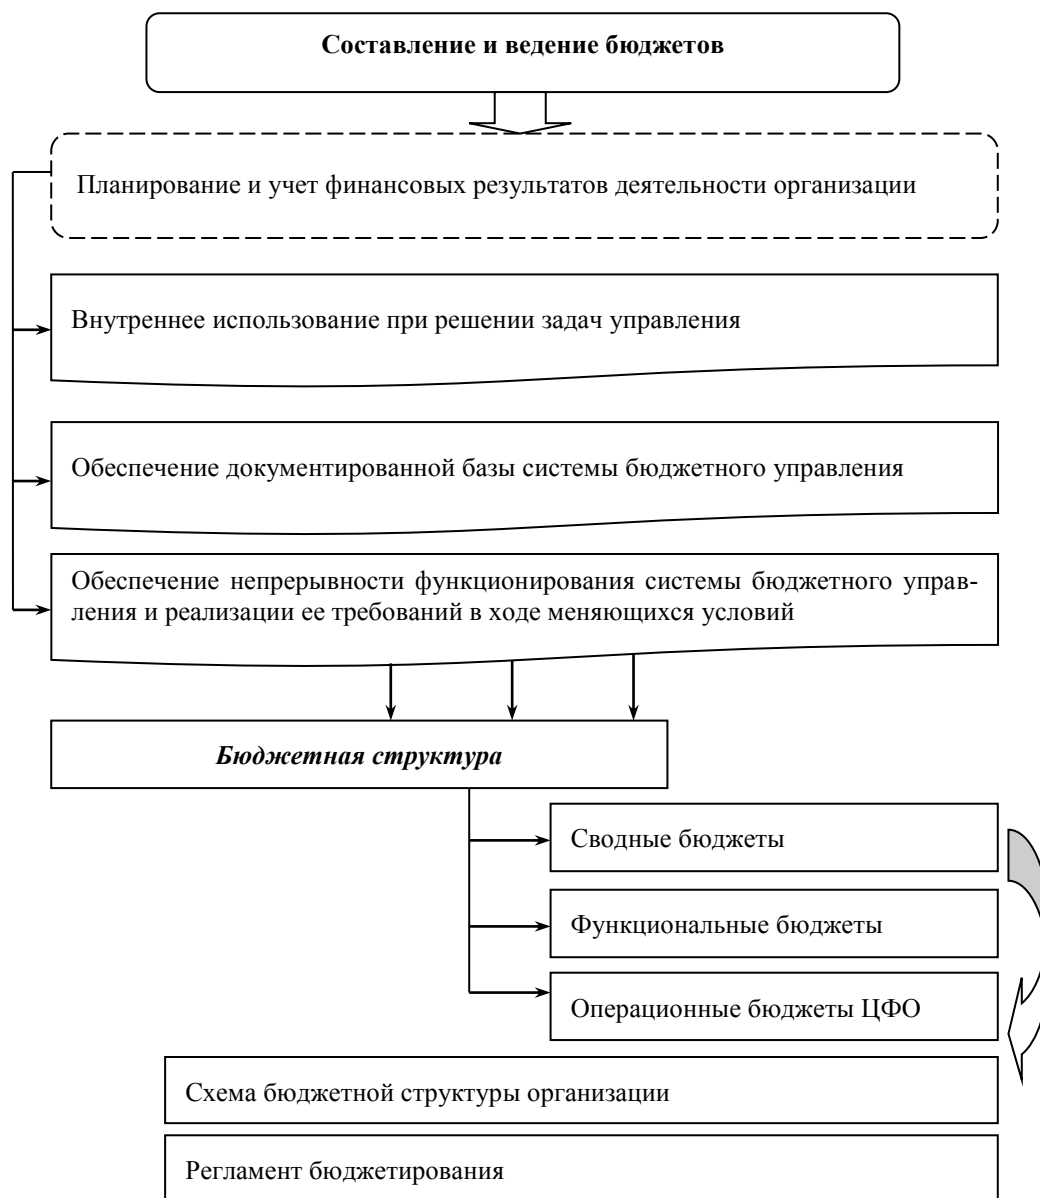 Составление и ведение бюджетов
Планирование и учет финансовых результатов деятельности организации
Внутреннее использование при решении задач управления
Обеспечение документированной базы системы бюджетного управления
Обеспечение непрерывности функционирования системы бюджетного управ-
ления и реализации ее требований в ходе меняющихся условий
Бюджетная структура
Сводные бюджеты
Функциональные бюджеты
Операционные бюджеты ЦФО
Схема бюджетной структуры организации
Регламент бюджетирования